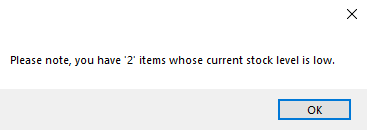 Please note, you have '2' items whose current stock level is low.
OK